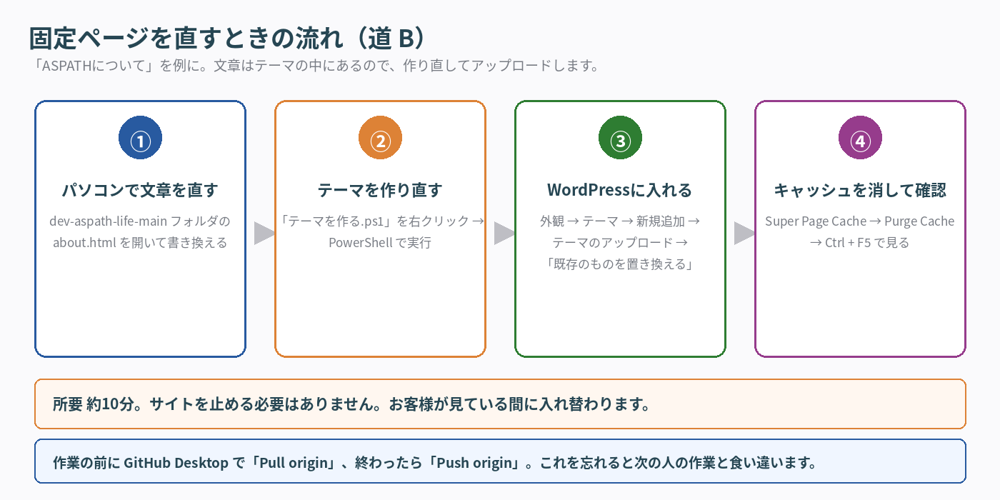 固定ページを直すときの流れ（道 B）
「ASPATHについて」を例に。文章はテーマの中にあるので、作り直してアップロードします。
①
パソコンで文章を直す
dev-aspath-life-main フォルダの
about.html を開いて書き換える
②
テーマを作り直す
「テーマを作る.ps1」を右クリック →
PowerShell で実行
③
WordPressに入れる
外観 → テーマ → 新規追加 →
テーマのアップロード →
「既存のものを置き換える」
④
キャッシュを消して確認
Super Page Cache → Purge Cache
→ Ctrl + F5 で見る
所要 約10分。サイトを止める必要はありません。お客様が見ている間に入れ替わります。
作業の前に GitHub Desktop で「Pull origin」、終わったら「Push origin」。これを忘れると次の人の作業と食い違います。